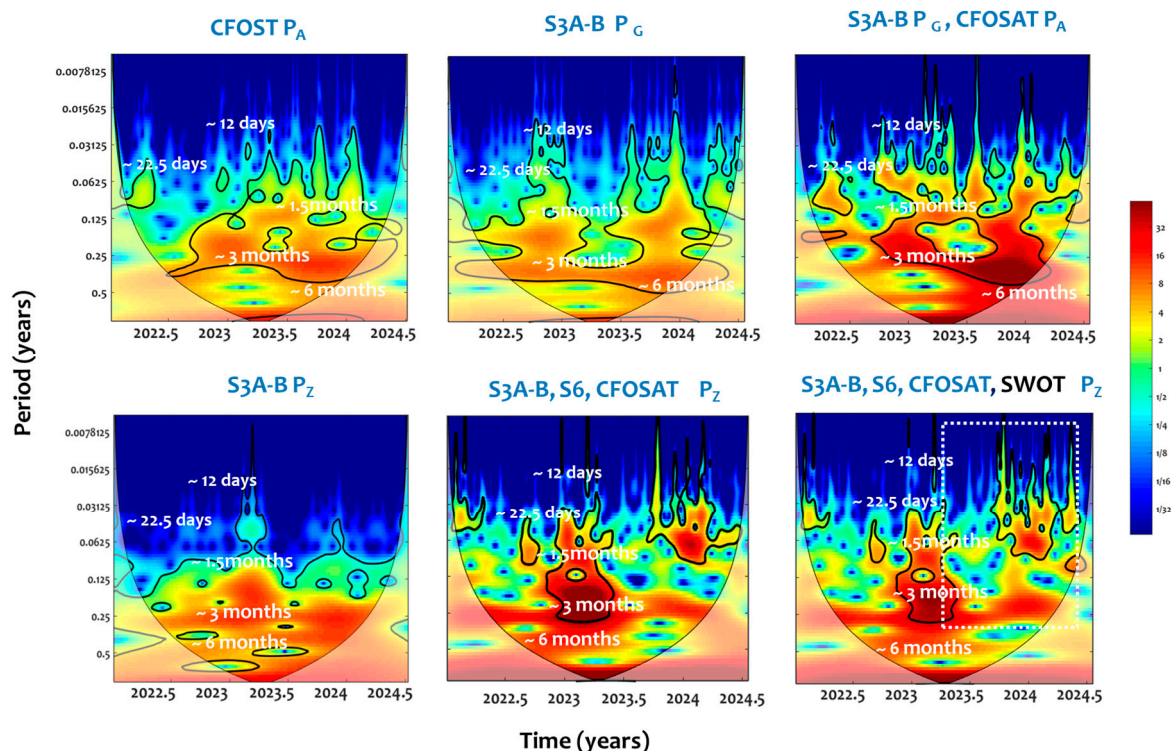 CFOST P_A
S3A-B P_G
S3A-B P_G, CFOSAT P_A
0.0078125
0.015625
0.03125
0.0625
0.125
0.25
0.5
~ 12 days
~ 22.5 days
~ 1.5months
~ 3 months
~ 6 months
2022.5 2023 2023.5 2024 2024.5
~ 12 days
~ 22.5 days
~ 1.5months
~ 3 months
~ 6 months
2022.5 2023 2023.5 2024 2024.5
~ 12 days
~ 22.5 days
~ 1.5months
~ 3 months
~ 6 months
2022.5 2023 2023.5 2024 2024.5
32
16
8
4
2
1
1/2
1/4
1/8
1/16
1/32
Period (years)
S3A-B P_Z
S3A-B, S6, CFOSAT P_Z
S3A-B, S6, CFOSAT, SWOT P_Z
0.0078125
0.015625
0.03125
0.0625
0.125
0.25
0.5
~ 12 days
~ 22.5 days
~ 1.5months
~ 3 months
~ 6 months
2022.5 2023 2023.5 2024 2024.5
~ 12 days
~ 22.5 days
~ 1.5months
~ 3 months
~ 6 months
2022.5 2023 2023.5 2024 2024.5
~ 12 days
~ 22.5 days
~ 1.5months
~ 3 months
~ 6 months
2022.5 2023 2023.5 2024 2024.5
Time (years)